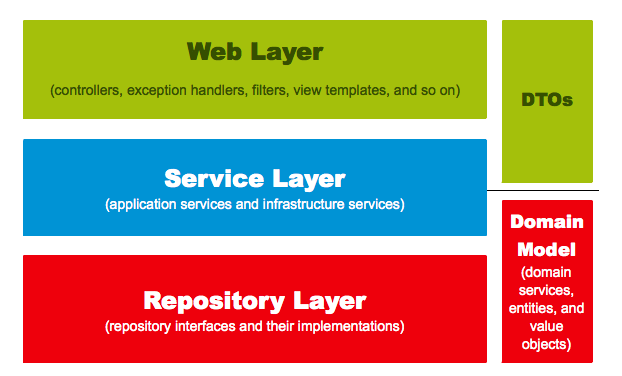 Web Layer
(controllers, exception handlers, filters, view templates, and so on)
DTOs
Service Layer
(application services and infrastructure services)
Repository Layer
(repository interfaces and their implementations)
Domain
Model
(domain
services,
entities, and
value
objects)